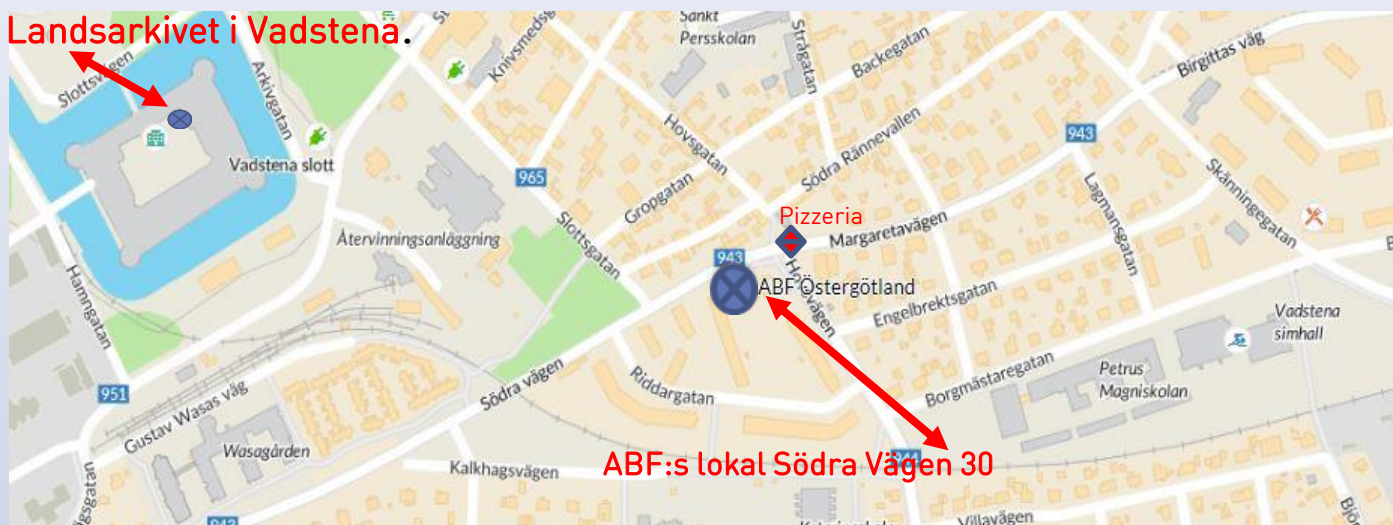 Landsarkivet i Vadstena.
Sankt
Persskolan
Strågatan
Backegatan
Birgittas väg
Knivsmedsg
Slottsvägen
Arkivgatan
Vadstena slott
965
Hovsgatan
Södra Rännevallen
943
Skänningegatan
Gropgatan
Lagmansgatan
Slottsgatan
Pizzeria
Margaretavägen
Återvinningsanläggning
943
ABF Östergötland
Engelbrektsgatan
Hamngatan
Vadstena
simhall
Borgmästaregatan
Petrus
Magniskolan
951
Södra vägen
Riddargatan
Gustav Wasas väg
Wasagården
Kalkhagsvägen
ABF:s lokal Södra Vägen 30
943
Villavägen